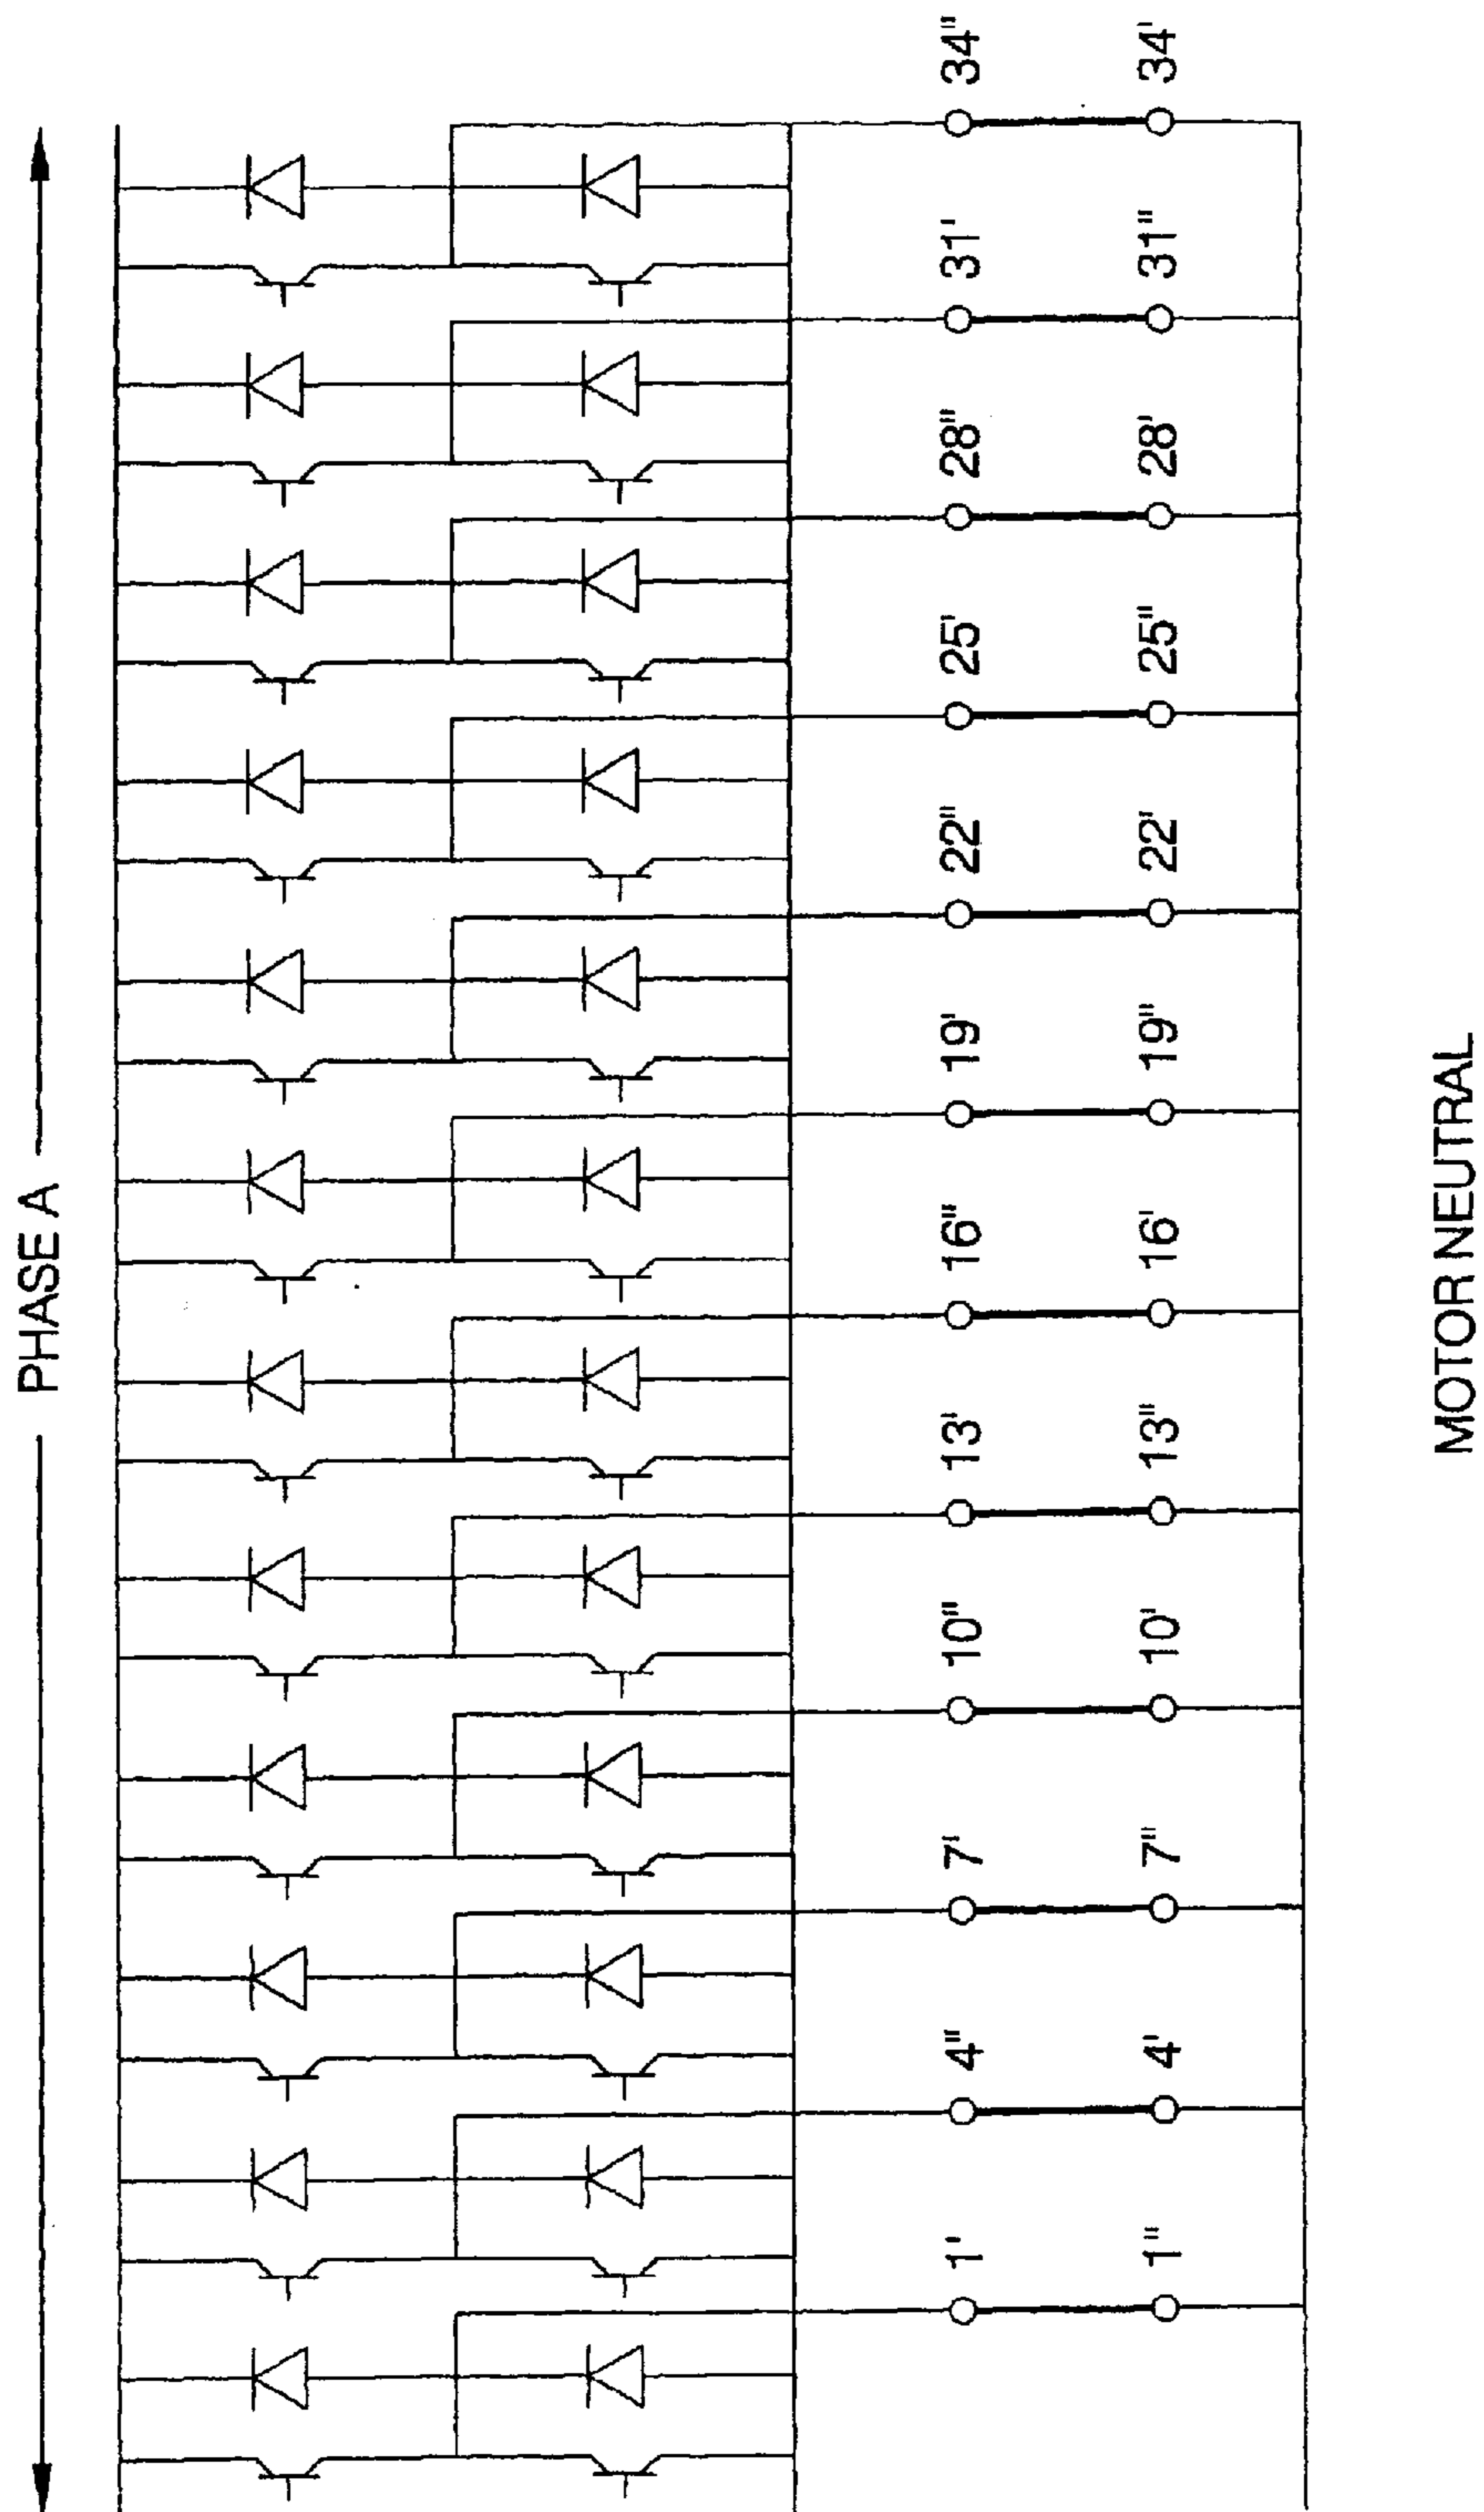 PHASE A
1' 4" 7' 10" 13' 16" 19' 22" 25' 28" 31' 34"
1" 4' 7" 10' 13" 16' 19" 22' 25" 28' 31" 34'
MOTOR NEUTRAL